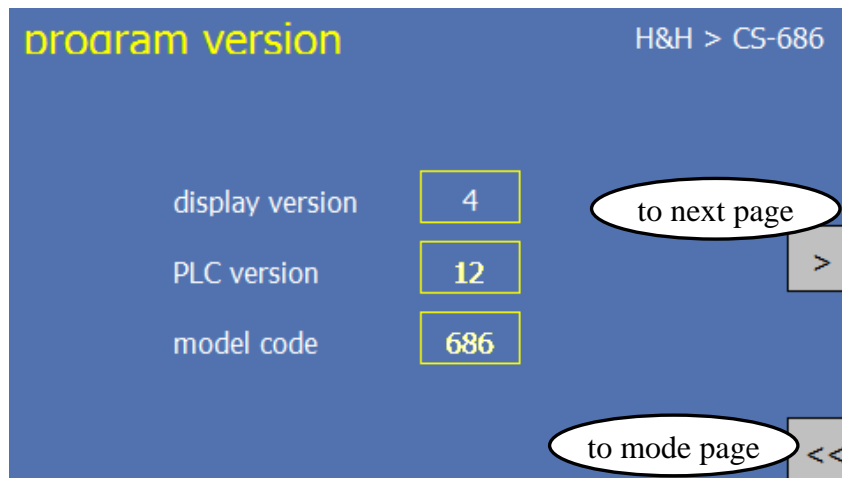 program version
H&H > CS-686
display version 4
to next page
PLC version 12
>
model code 686
to mode page
<<